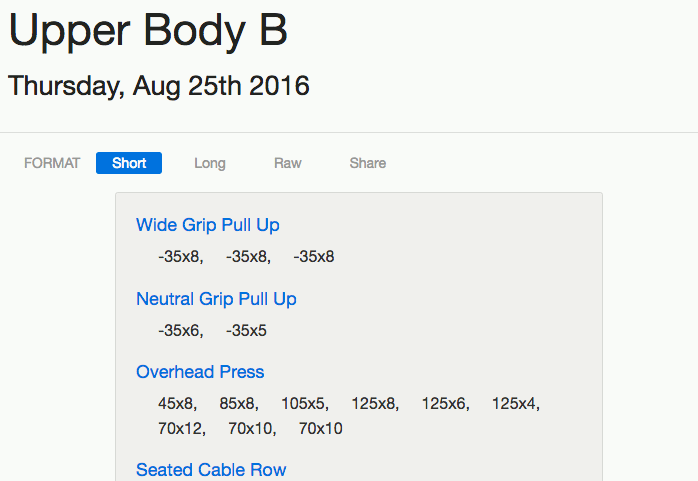 Upper Body B
Thursday, Aug 25th 2016
FORMAT Short Long Raw Share
Wide Grip Pull Up
-35x8, -35x8, -35x8
Neutral Grip Pull Up
-35x6, -35x5
Overhead Press
45x8, 85x8, 105x5, 125x8, 125x6, 125x4,
70x12, 70x10, 70x10
Seated Cable Row